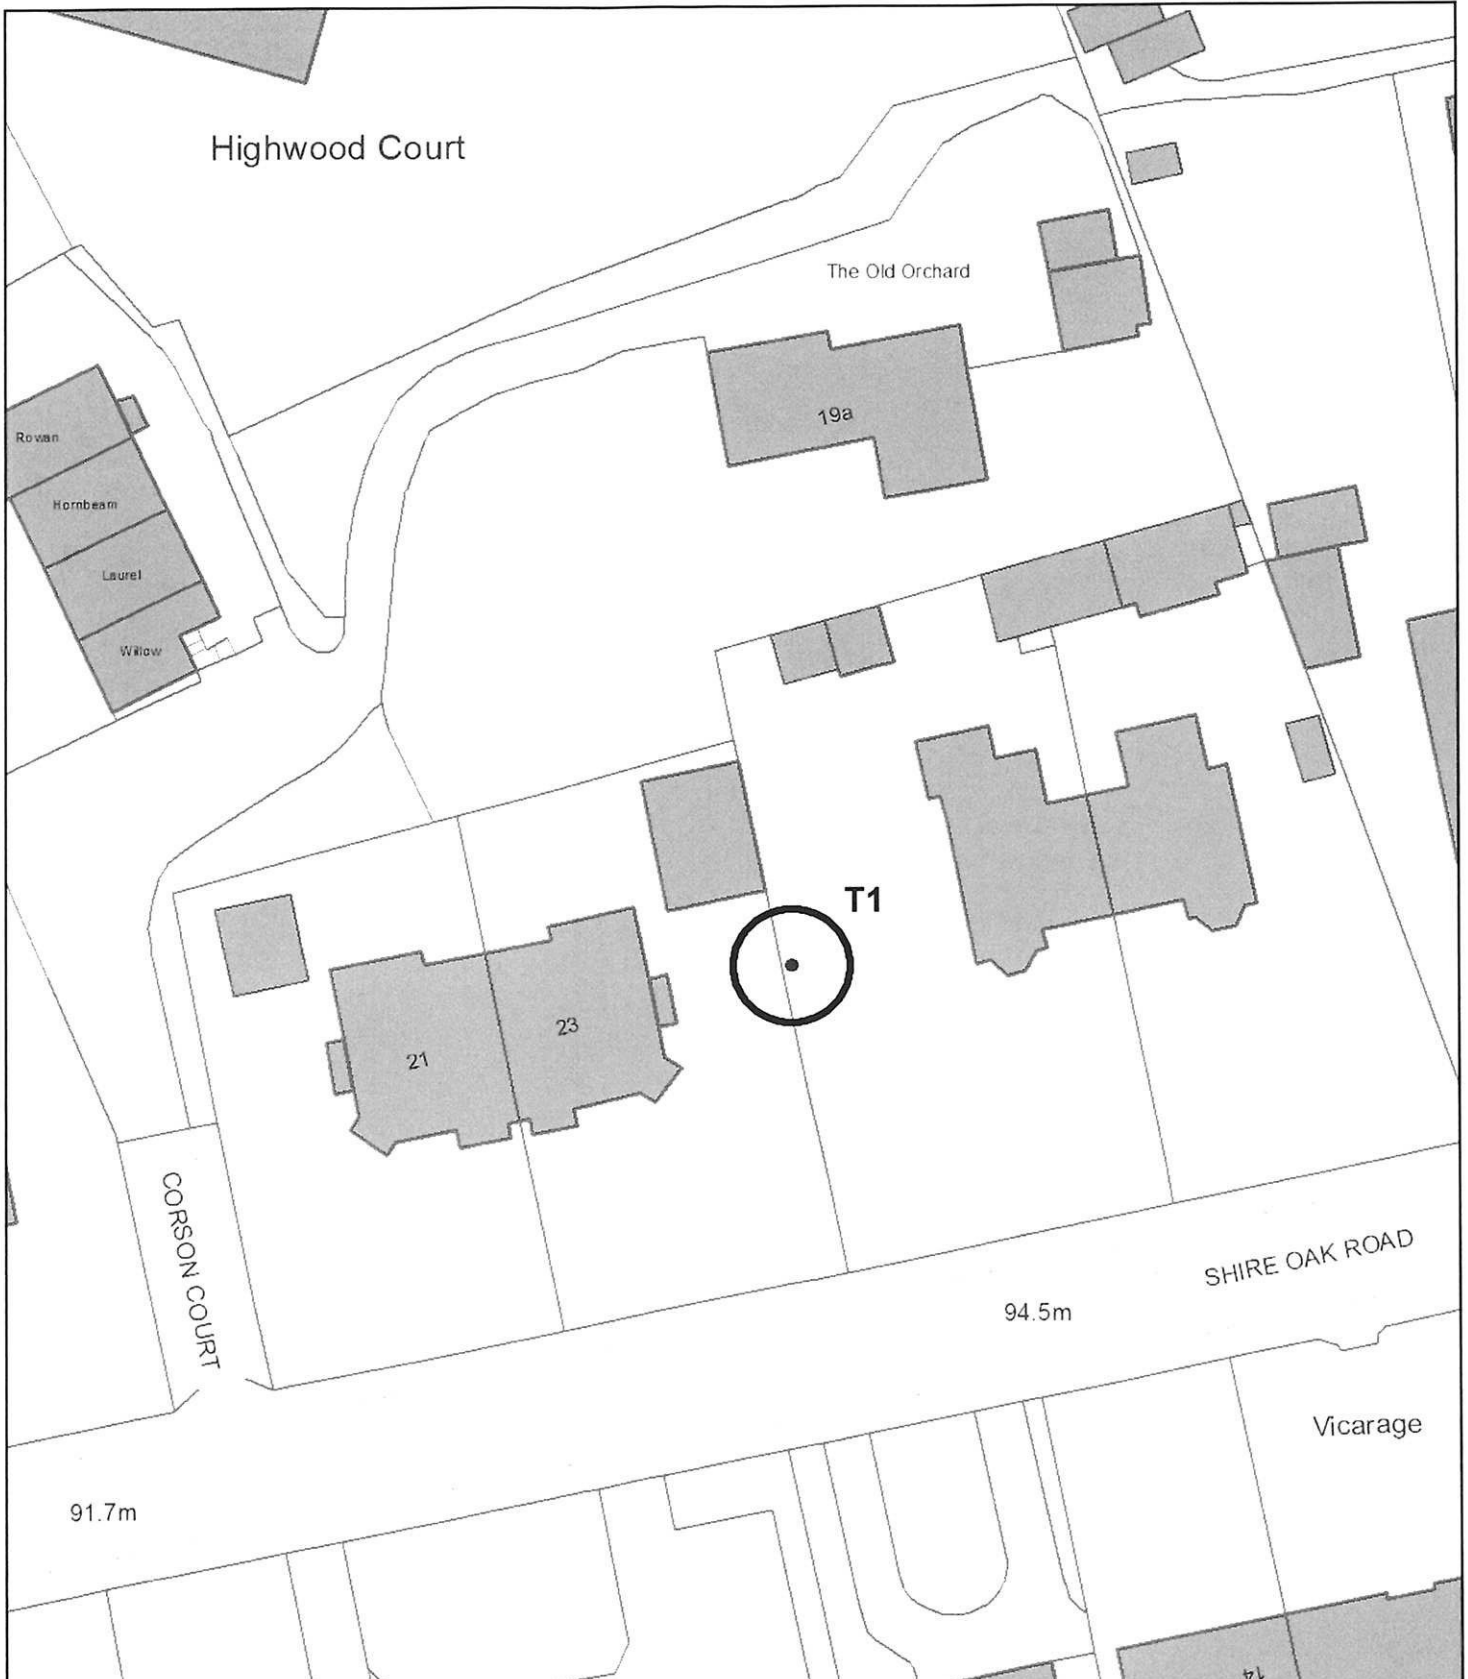 Highwood Court
The Old Orchard
19a
Rowan
Hornbeam
Laurel
Willow
T1
23
21
CORSON COURT
SHIRE OAK ROAD
94.5m
Vicarage
91.7m
14